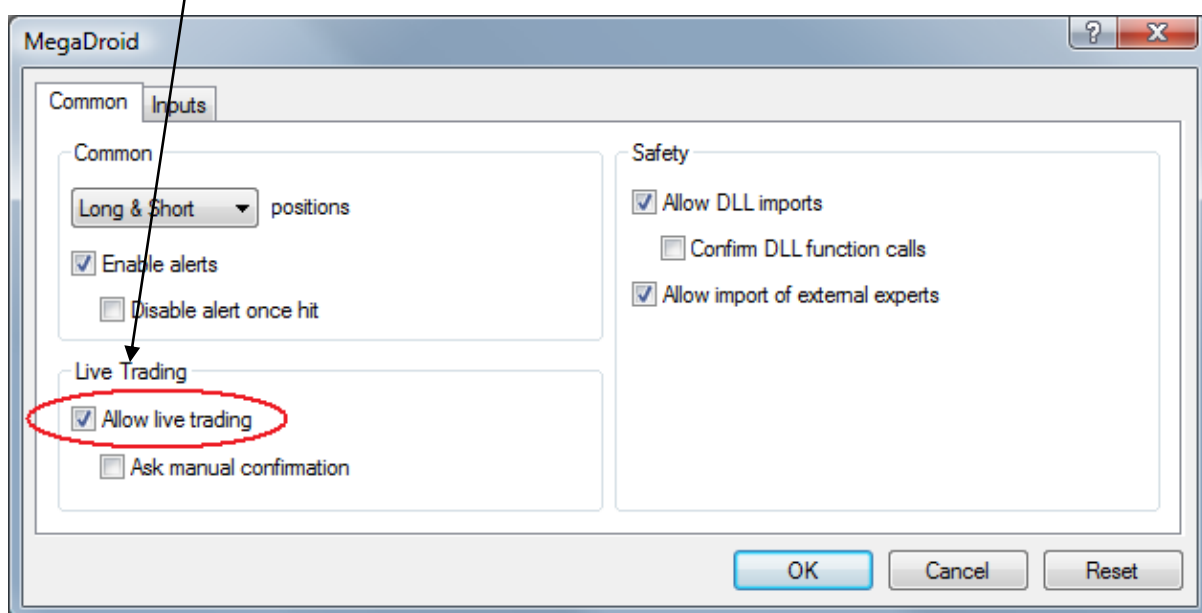 MegaDroid
Common Inputs
Common
Long & Short positions
Enable alerts
Disable alert once hit
Live Trading
Allow live trading
Ask manual confirmation
Safety
Allow DLL imports
Confirm DLL function calls
Allow import of external experts
OK Cancel Reset